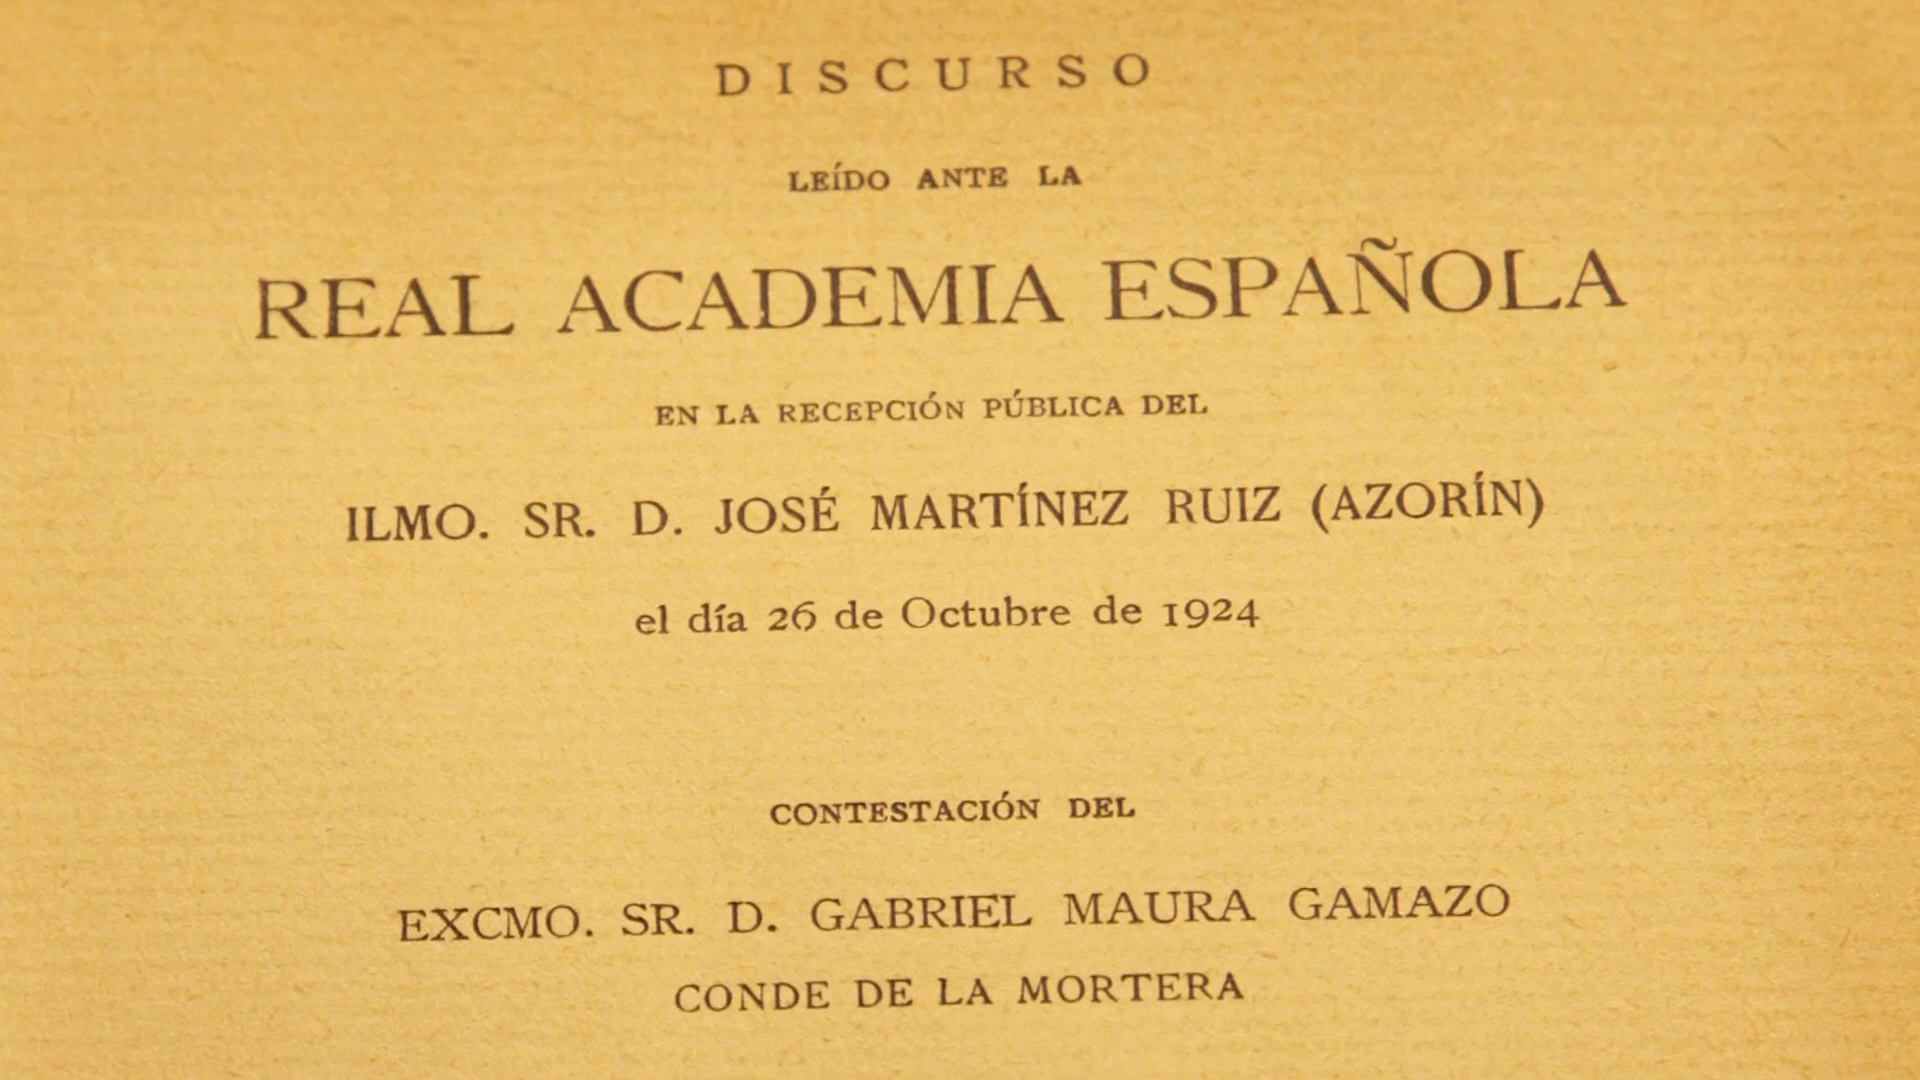 DISCURSO
LEÍDO ANTE LA
REAL ACADEMIA ESPAÑOLA
EN LA RECEPCIÓN PÚBLICA DEL
ILMO. SR. D. JOSÉ MARTÍNEZ RUIZ (AZORÍN)
el día 26 de Octubre de 1924
CONTESTACIÓN DEL
EXCMO. SR. D. GABRIEL MAURA GAMAZO
CONDE DE LA MORTERA